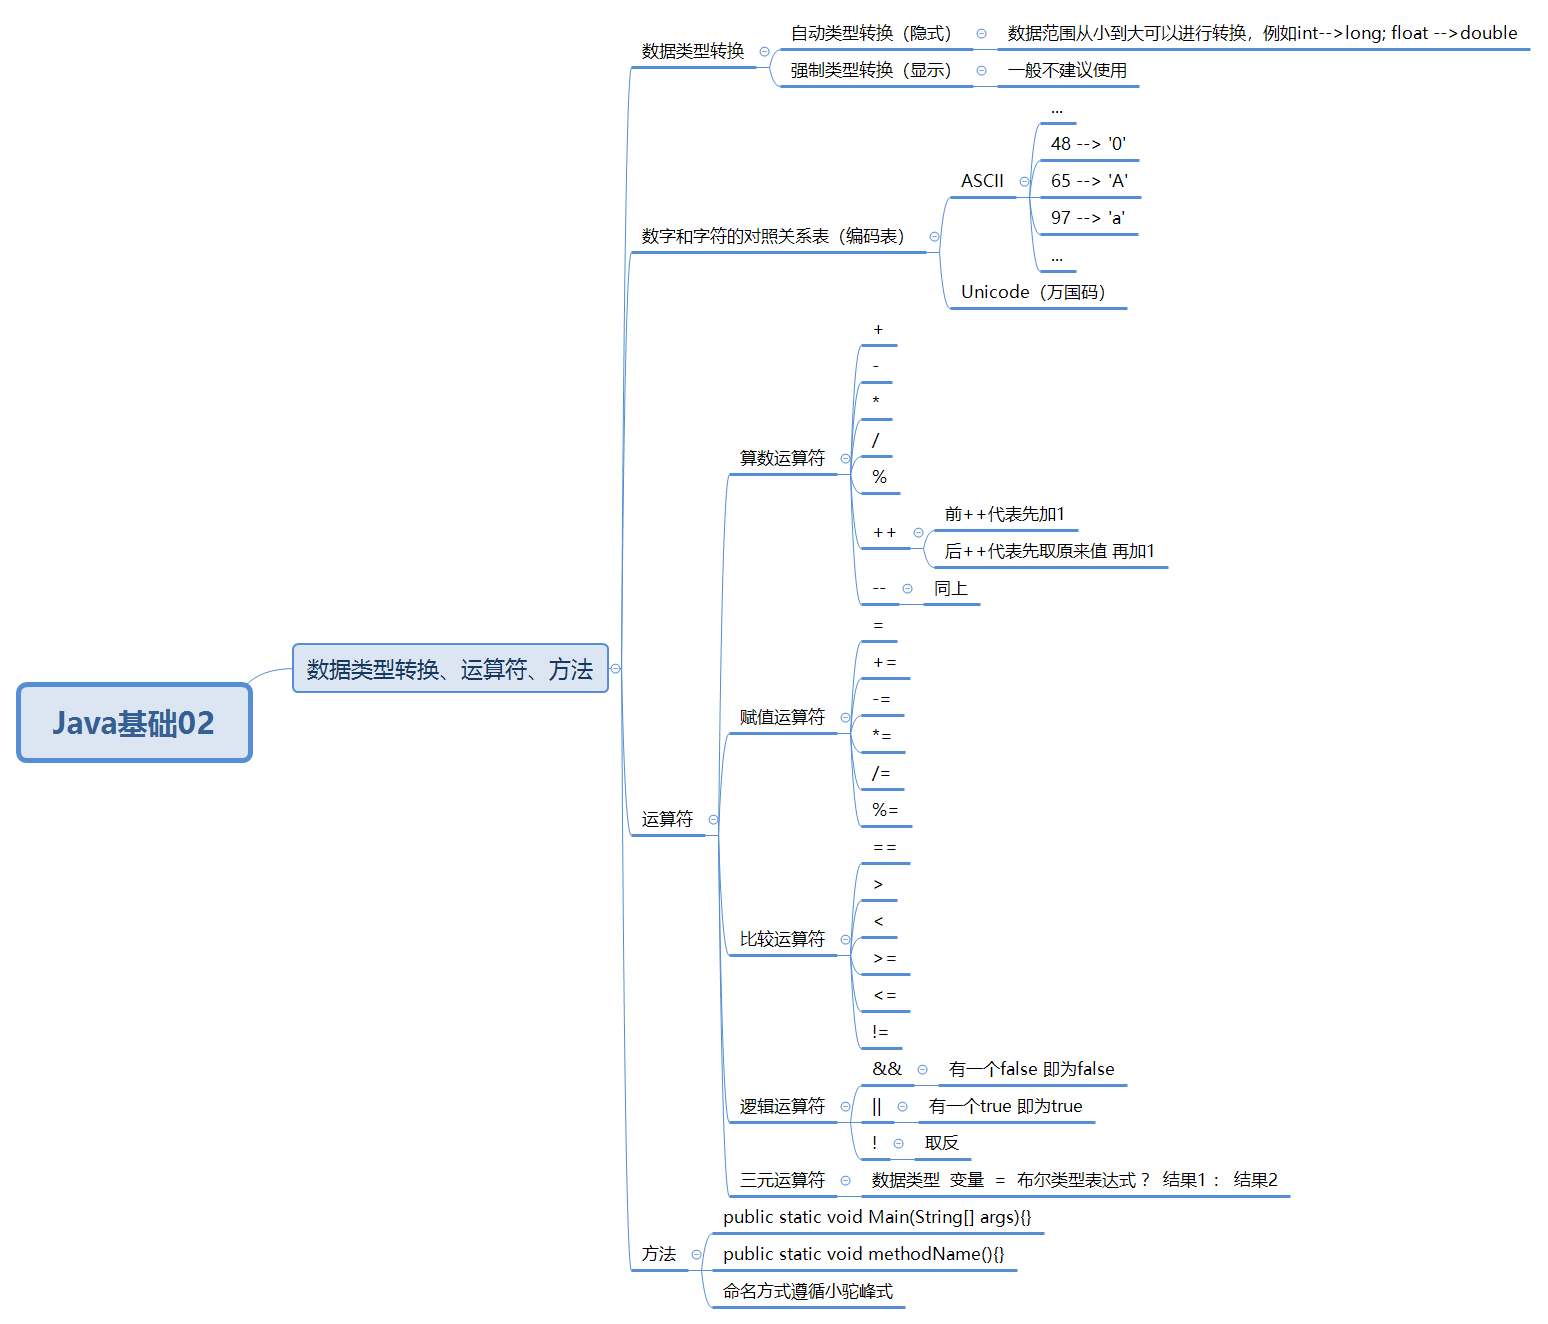 Java基础02
数据类型转换、运算符、方法
数据类型转换
自动类型转换（隐式）
数据范围从小到大可以进行转换，例如int-->long; float -->double
强制类型转换（显示）
一般不建议使用
数字和字符的对照关系表（编码表）
ASCII
...
48 --> '0'
65 --> 'A'
97 --> 'a'
...
Unicode（万国码）
运算符
算数运算符
+
-
*
/
%
++
前++代表先加1
后++代表先取原来值 再加1
--
同上
赋值运算符
=
+=
-=
*=
/=
%=
比较运算符
==
>
<
>=
<=
!=
逻辑运算符
&&
有一个false 即为false
||
有一个true 即为true
!
取反
三元运算符
数据类型 变量 = 布尔类型表达式？ 结果1： 结果2
方法
public static void Main(String[] args){}
public static void methodName(){}
命名方式遵循小驼峰式